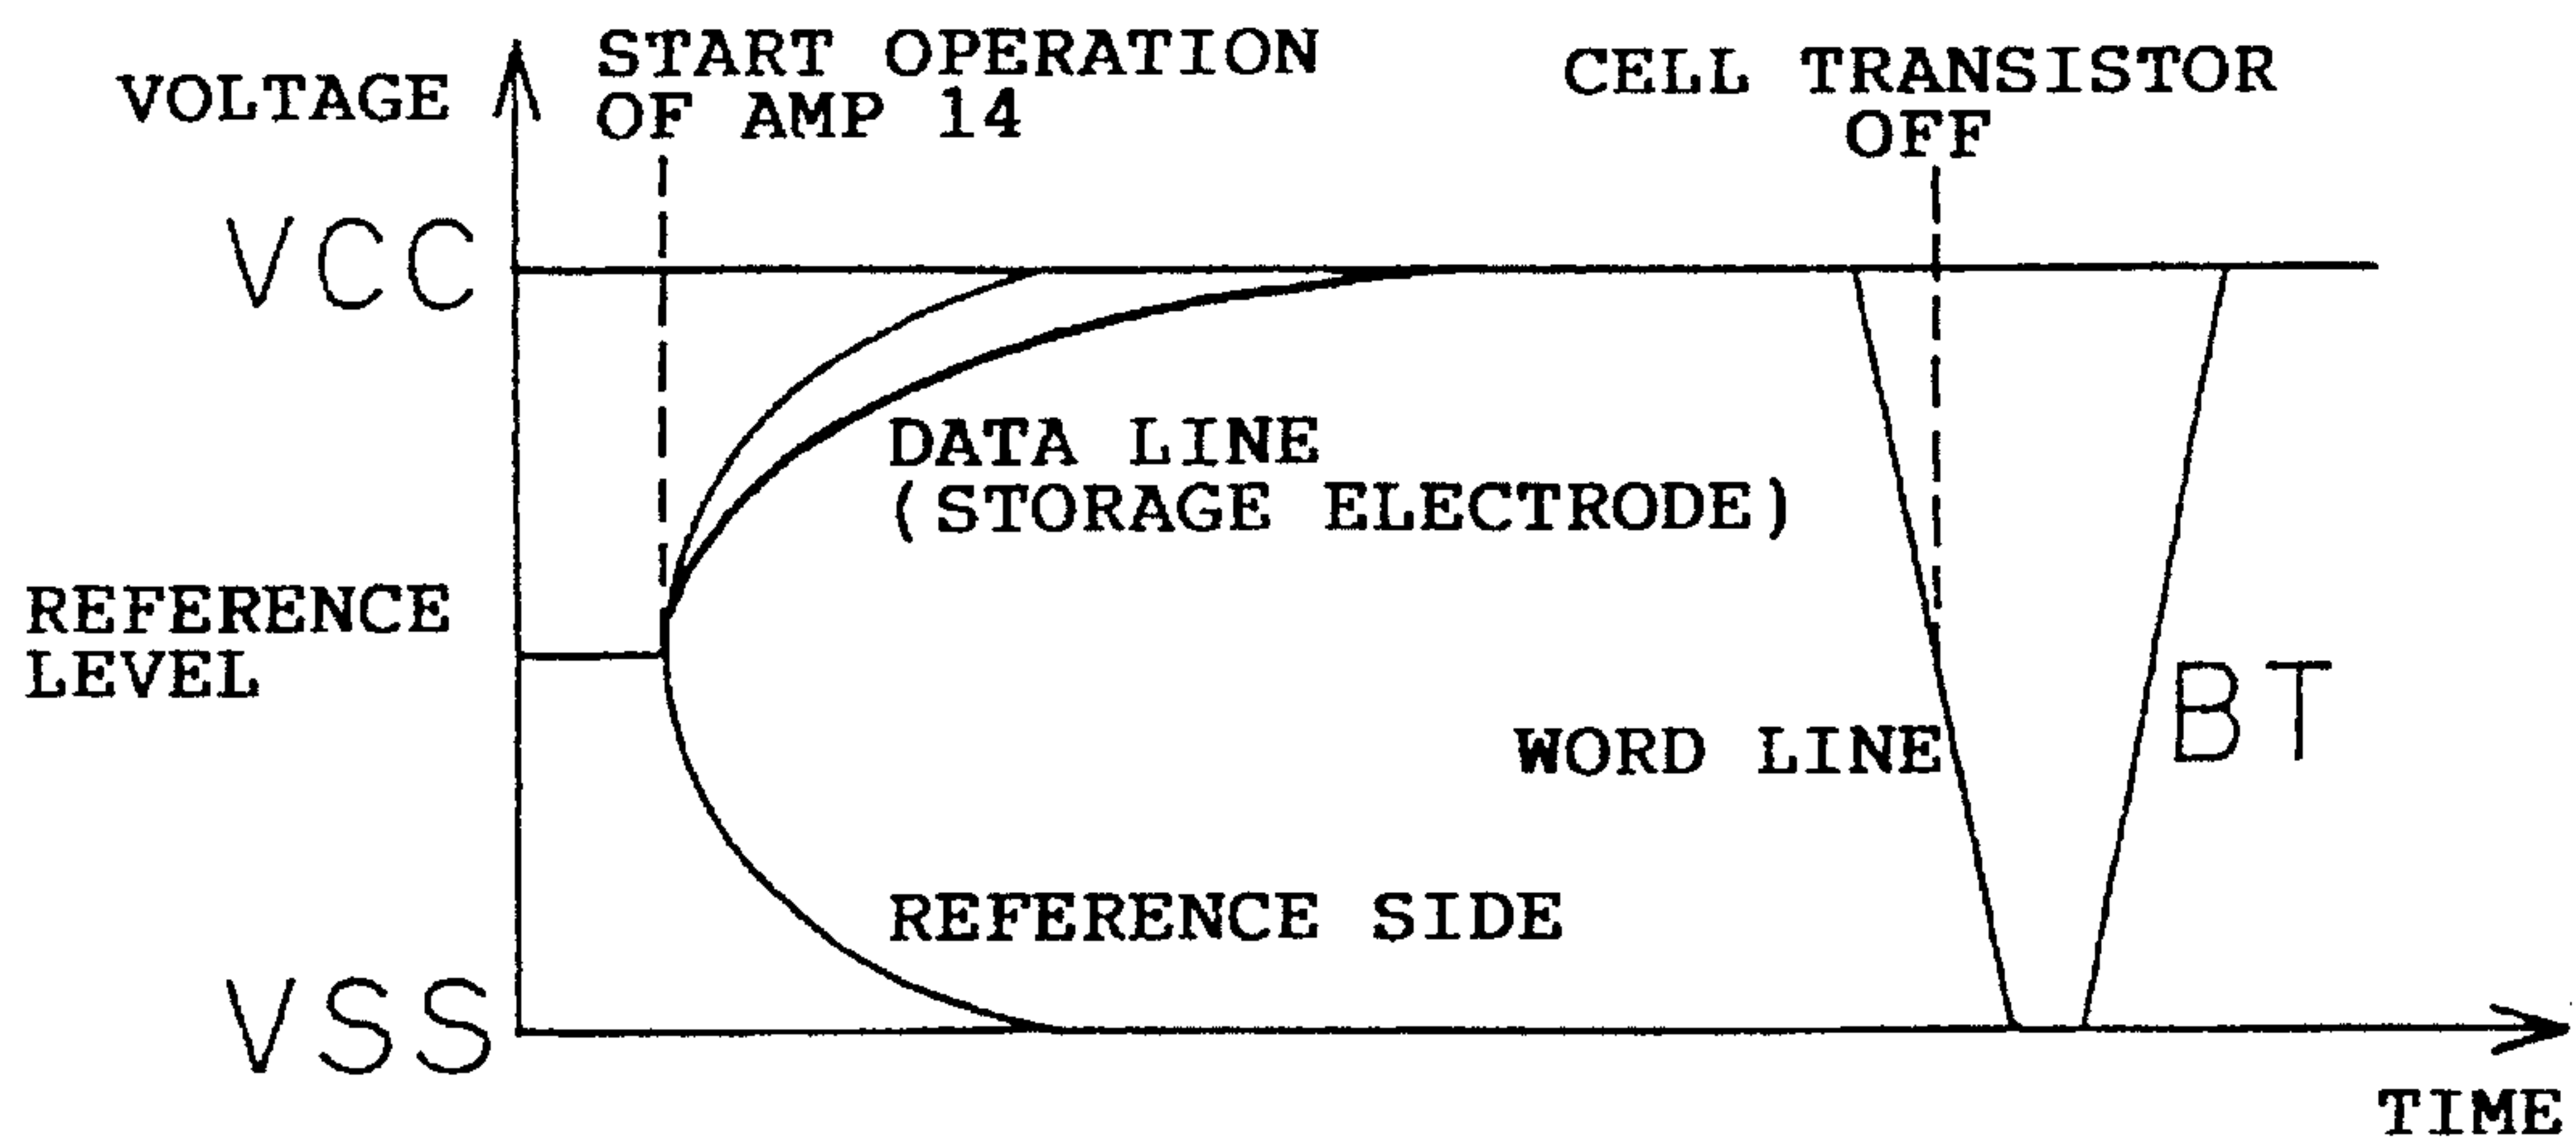 START OPERATION
OF AMP 14
VOLTAGE
CELL TRANSISTOR
OFF
VCC
DATA LINE
(STORAGE ELECTRODE)
REFERENCE
LEVEL
BT
WORD LINE
REFERENCE SIDE
VSS
TIME